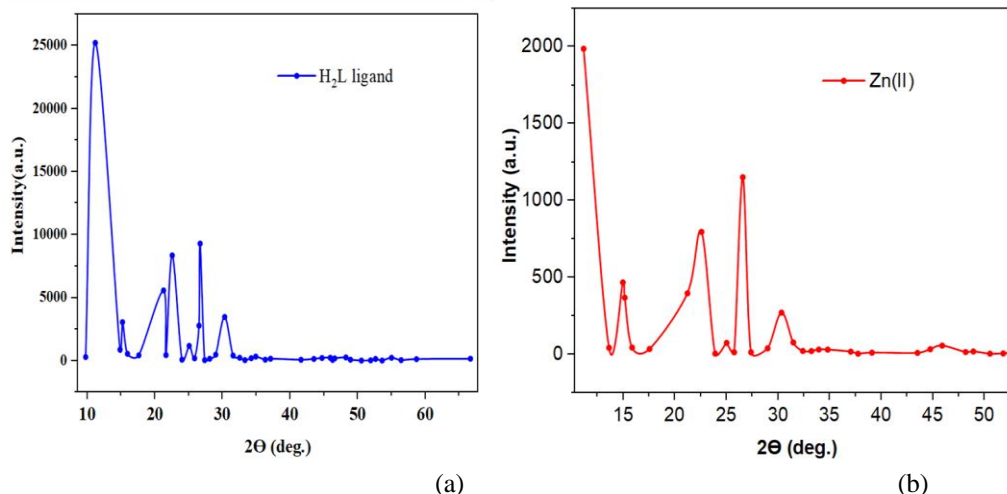 25000
20000
15000
10000
5000
0
Intensity(a.u.)
H₂L ligand
10 20 30 40 50 60
2Θ (deg.)
(a)
2000
1500
1000
500
0
Intensity (a.u.)
Zn(II)
15 20 25 30 35 40 45 50
2Θ (deg.)
(b)